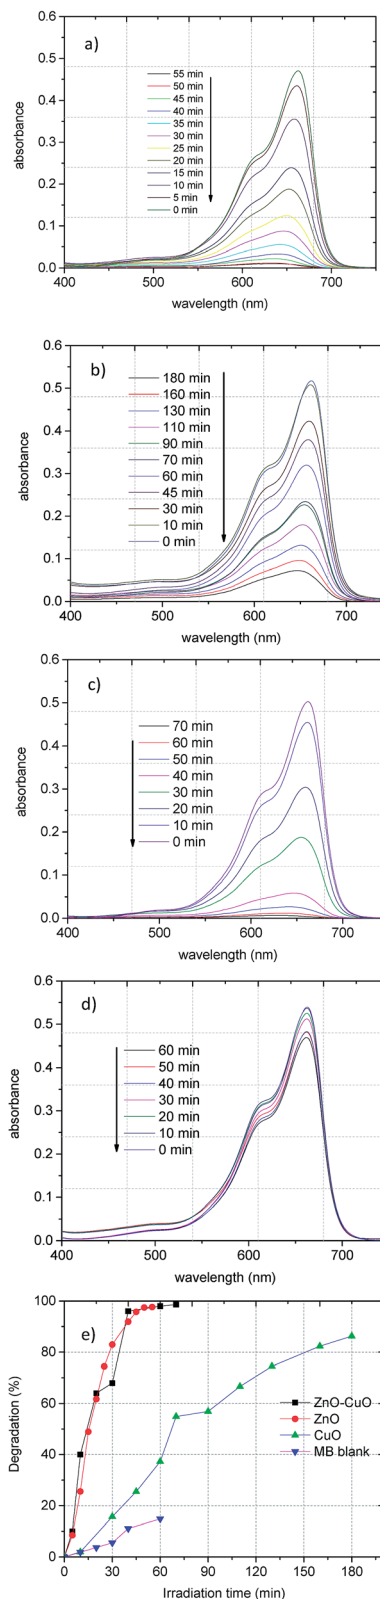 a)
0.6
0.5
0.4
0.3
0.2
0.1
0.0
absorbance
55 min
50 min
45 min
40 min
35 min
30 min
25 min
20 min
15 min
10 min
5 min
0 min
400 500 600 700
wavelength (nm)
b)
0.6
0.5
0.4
0.3
0.2
0.1
0.0
absorbance
180 min
160 min
130 min
110 min
90 min
70 min
60 min
45 min
30 min
10 min
0 min
400 500 600 700
wavelength (nm)
c)
0.6
0.5
0.4
0.3
0.2
0.1
0.0
absorbance
70 min
60 min
50 min
40 min
30 min
20 min
10 min
0 min
400 500 600 700
wavelength (nm)
d)
0.6
0.5
0.4
0.3
0.2
0.1
0.0
absorbance
60 min
50 min
40 min
30 min
20 min
10 min
0 min
400 500 600 700
wavelength (nm)
e)
100
80
60
40
20
0
Degradation (%)
ZnO-CuO
ZnO
CuO
MB blank
0 30 60 90 120 150 180
Irradiation time (min)